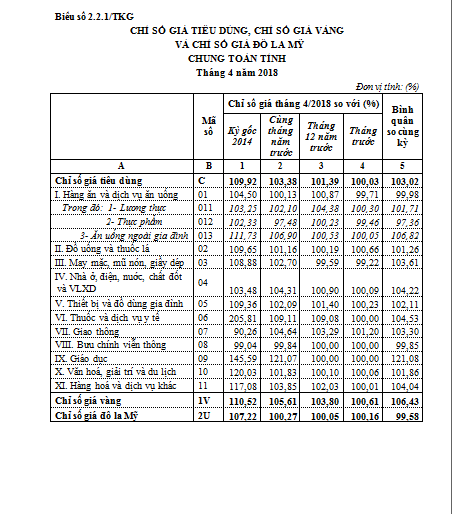 Biểu số 2.2.1/TKG
CHỈ SỐ GIÁ TIÊU DÙNG, CHỈ SỐ GIÁ VÀNG
VÀ CHỈ SỐ GIÁ ĐÔ LA MỸ
CHUNG TOÀN TỈNH
Tháng 4 năm 2018
Đơn vị tính: (%)
Mã số Chỉ số giá tháng 4/2018 so với (%) Bình quân so cùng kỳ
Kỳ gốc 2014 Cùng tháng năm trước Tháng 12 năm trước Tháng trước
A B 1 2 3 4 5
Chỉ số giá tiêu dùng C 109,92 103,38 101,39 100,03 103,02
I. Hàng ăn và dịch vụ ăn uống 01 104,50 100,13 100,87 99,71 99,98
Trong đó: 1- Lương thực 011 103,25 102,10 104,38 100,30 101,71
2- Thực phẩm 012 102,33 97,48 100,23 99,46 97,36
3- Ăn uống ngoài gia đình 013 111,73 106,90 100,53 100,05 106,82
II. Đồ uống và thuốc lá 02 109,65 101,16 100,19 100,66 101,26
III. May mặc, mũ nón, giầy dép 03 108,88 102,70 99,59 99,22 103,61
IV. Nhà ở, điện, nước, chất đốt
và VLXD 04 103,48 104,31 100,90 100,09 104,22
V. Thiết bị và đồ dùng gia đình 05 109,36 102,09 101,40 100,23 102,11
VI. Thuốc và dịch vụ y tế 06 205,81 109,11 109,08 100,00 104,53
VII. Giao thông 07 90,26 104,64 103,29 101,20 103,30
VIII. Bưu chính viễn thông 08 99,04 99,84 100,00 100,00 99,85
IX. Giáo dục 09 145,59 121,07 100,00 100,00 121,08
X. Văn hoá, giải trí và du lịch 10 120,03 101,83 100,10 100,06 101,86
XI. Hàng hoá và dịch vụ khác 11 117,08 103,85 102,03 100,01 104,04
Chỉ số giá vàng 1V 110,52 105,61 103,80 100,61 106,43
Chỉ số giá đô la Mỹ 2U 107,22 100,27 100,05 100,16 99,58